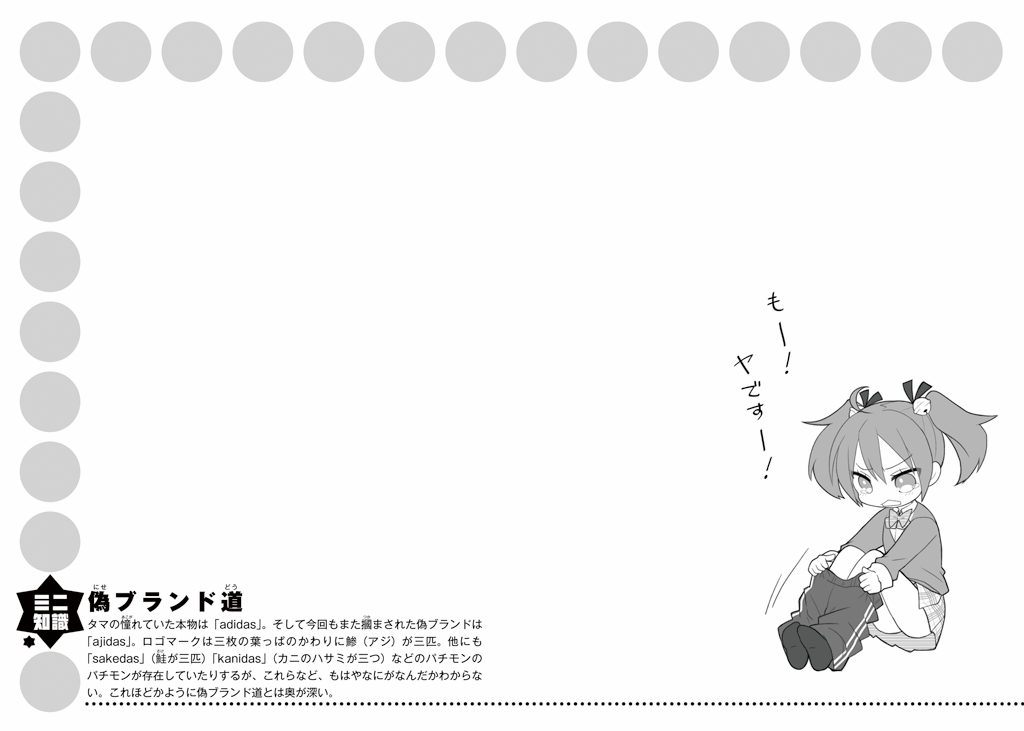 もー！
ヤですー！
ミニ
知識
偽ブランド道
にせ
どう
タマの憧れていた本物は「adidas」。そして今回もまた摑まされた偽ブランドは
「ajidas」。ロゴマークは三枚の葉っぱのかわりに鯵（アジ）が三匹。他にも
「sakedas」（鮭が三匹）「kanidas」（カニのハサミが三つ）などのバチモンの
バチモンが存在していたりするが、これらなど、もはやなにがなんだかわからな
い。これほどかように偽ブランド道とは奥が深い。